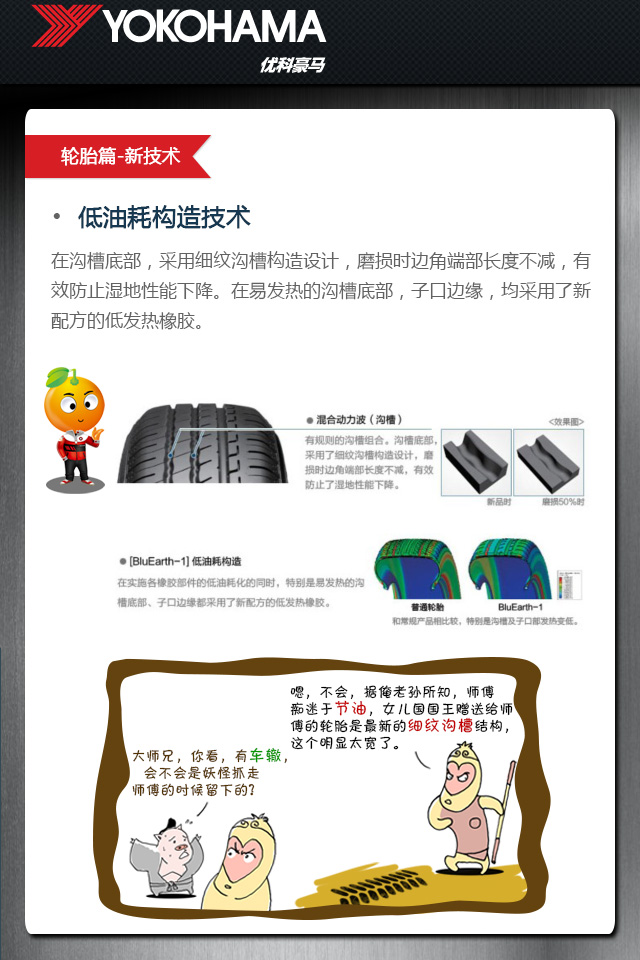 YOKOHAMA
优科豪马
轮胎篇-新技术
• 低油耗构造技术
在沟槽底部，采用细纹沟槽构造设计，磨损时边角端部长度不减，有
效防止湿地性能下降。在易发热的沟槽底部，子口边缘，均采用了新
配方的低发热橡胶。
● 混合动力波（沟槽）
<效果图>
有规则的沟槽组合。沟槽底部，
采用了细纹沟槽构造设计，磨
损时边角端部长度不减，有效
防止了湿地性能下降。
新品时
磨损50%时
● [BluEarth-1] 低油耗构造
在实施各橡胶部件的低油耗化的同时，特别是易发热的沟
槽底部、子口边缘都采用了新配方的低发热橡胶。
普通轮胎
BluEarth-1
和常规产品相比较，特别是沟槽及子口部发热变低。
嗯，不会，据俺老孙所知，师傅
痴迷于节油，女儿国国王赠送给师
傅的轮胎是最新的细纹沟槽结构，
这个明显太宽了。
大师兄，你看，有车辙，
会不会是妖怪抓走
师傅的时候留下的？